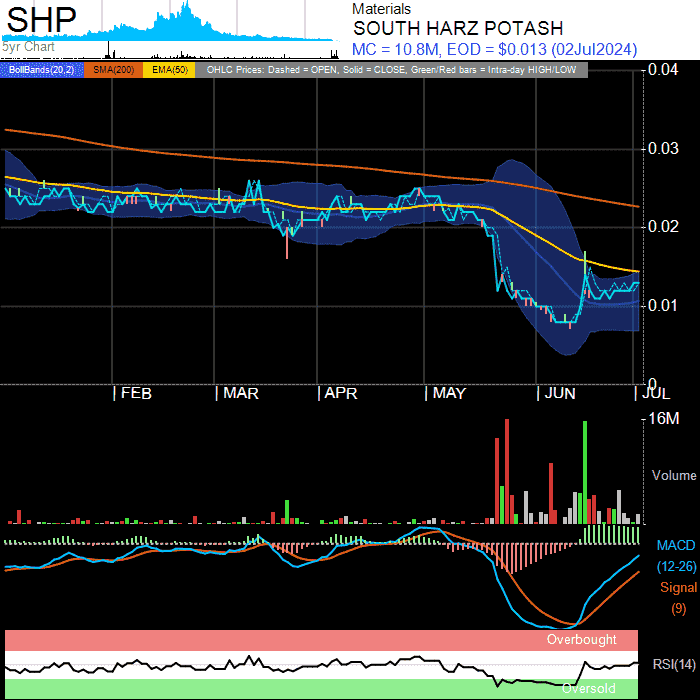 SHP
5yr Chart
Materials
SOUTH HARZ POTASH
MC = 10.8M, EOD = $0.013 (02Jul2024)
BollBands(20,2) SMA(200) EMA(50) OHLC Prices: Dashed = OPEN, Solid = CLOSE, Green/Red bars = Intra-day HIGH/LOW
0.04
0.03
0.02
0.01
0
FEB MAR APR MAY JUN JUL
16M
Volume
MACD
(12-26)
Signal
(9)
Overbought
RSI(14)
Oversold